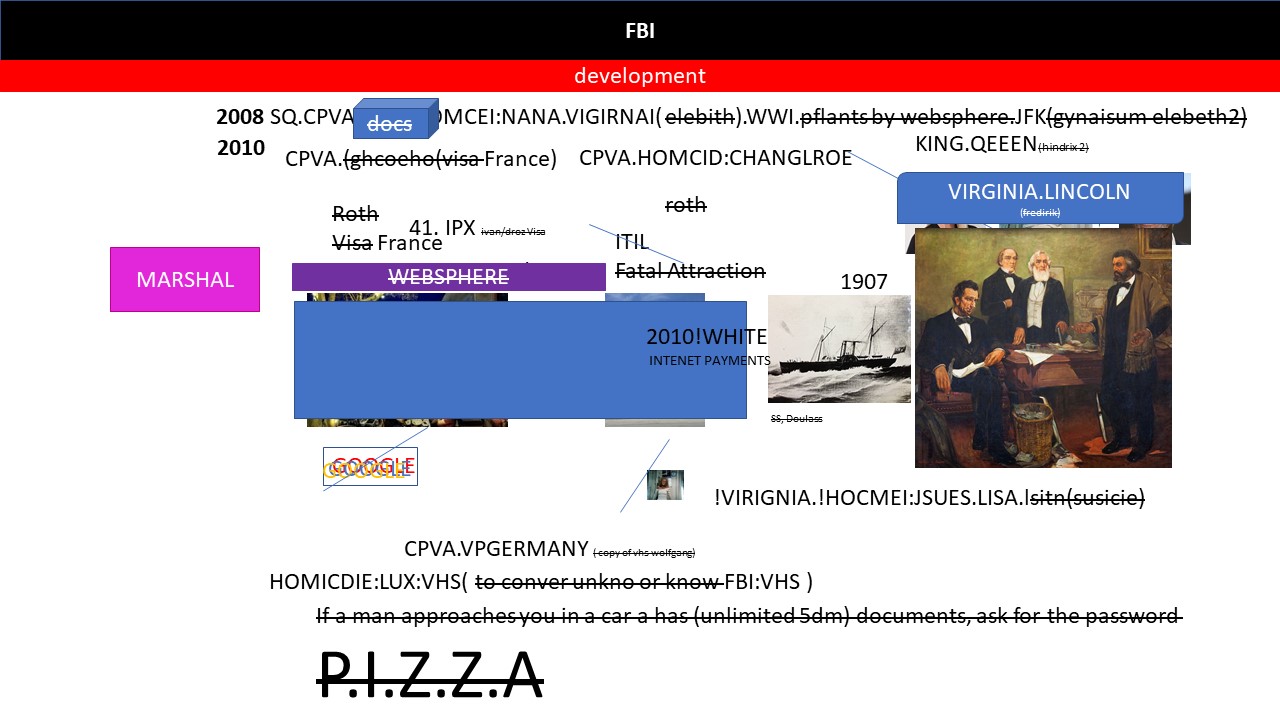 FBI
development
2008 SQ.CPVA OMCEI:NANA.VIGIRNAI( elebith).WWI.pflants by websphere.JFK(gynaisum elebeth2)
docs
2010
KING.QEEEN(hindrix 2)
CPVA.(ghcocho(visa France)
CPVA.HOMCID:CHANGLROE
VIRGINIA.LINCOLN
(fredirik)
Roth
roth
41. IPX ivan/droz Visa
Visa France
ITIL
Fatal Attraction
WEBSPHERE
MARSHAL
1907
2010!WHITE
INTENET PAYMENTS
SS, Doulass
GOOGLE
GOOGLE
GOOGLE
!VIRIGNIA.!HOCMEI:JSUES.LISA.lsitn(susicie)
CPVA.VPGERMANY ( copy of vhs wolfgang)
HOMICDIE:LUX:VHS( to conver unkno or know FBI:VHS )
If a man approaches you in a car a has (unlimited 5dm) documents, ask for the password
P.I.Z.Z.A